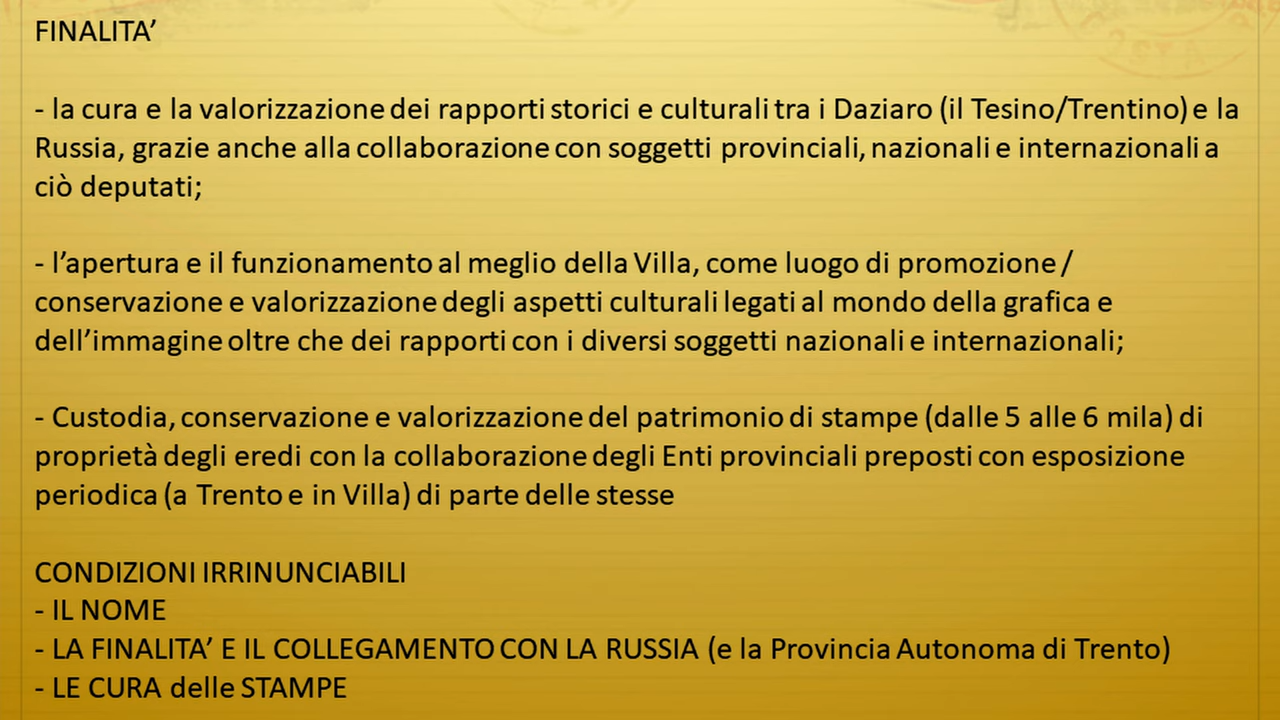 FINALITA’
- la cura e la valorizzazione dei rapporti storici e culturali tra i Daziaro (il Tesino/Trentino) e la
Russia, grazie anche alla collaborazione con soggetti provinciali, nazionali e internazionali a
ciò deputati;
- l’apertura e il funzionamento al meglio della Villa, come luogo di promozione /
conservazione e valorizzazione degli aspetti culturali legati al mondo della grafica e
dell’immagine oltre che dei rapporti con i diversi soggetti nazionali e internazionali;
- Custodia, conservazione e valorizzazione del patrimonio di stampe (dalle 5 alle 6 mila) di
proprietà degli eredi con la collaborazione degli Enti provinciali preposti con esposizione
periodica (a Trento e in Villa) di parte delle stesse
CONDIZIONI IRRINUNCIABILI
- IL NOME
- LA FINALITA’ E IL COLLEGAMENTO CON LA RUSSIA (e la Provincia Autonoma di Trento)
- LE CURA delle STAMPE